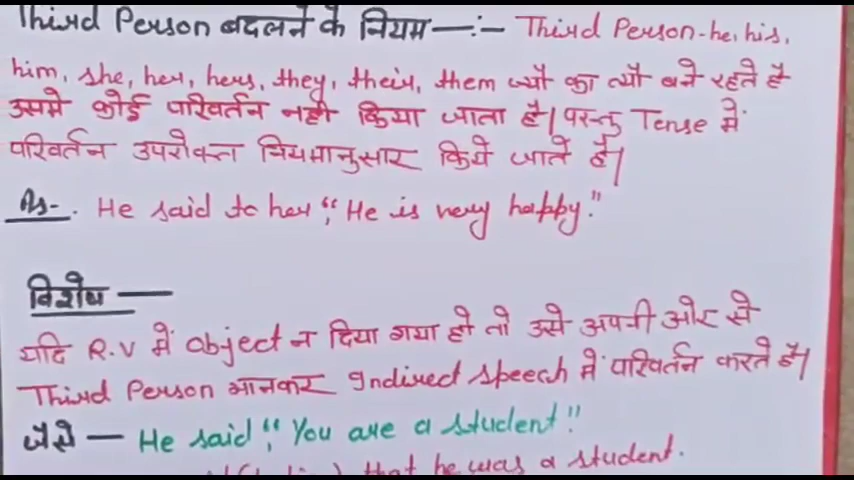 Third Person बदलने के नियम —:— Third Person-he, his,
him, she, her, hers, they, their, them ज्यों का त्यों बने रहते है
उसमे कोई परिवर्तन नही किया जाता है। परन्तु Tense में
परिवर्तन उपरोक्त नियमानुसार किये जाते है।
As-. He said to her, "He is very happy."
विशेष —
यदि R.V में object न दिया गया हो तो उसे अपनी ओर से
Third Person मानकर Indirect speech में परिवर्तन करते है।
जैसे — He said, "You are a student"
that he was a student.